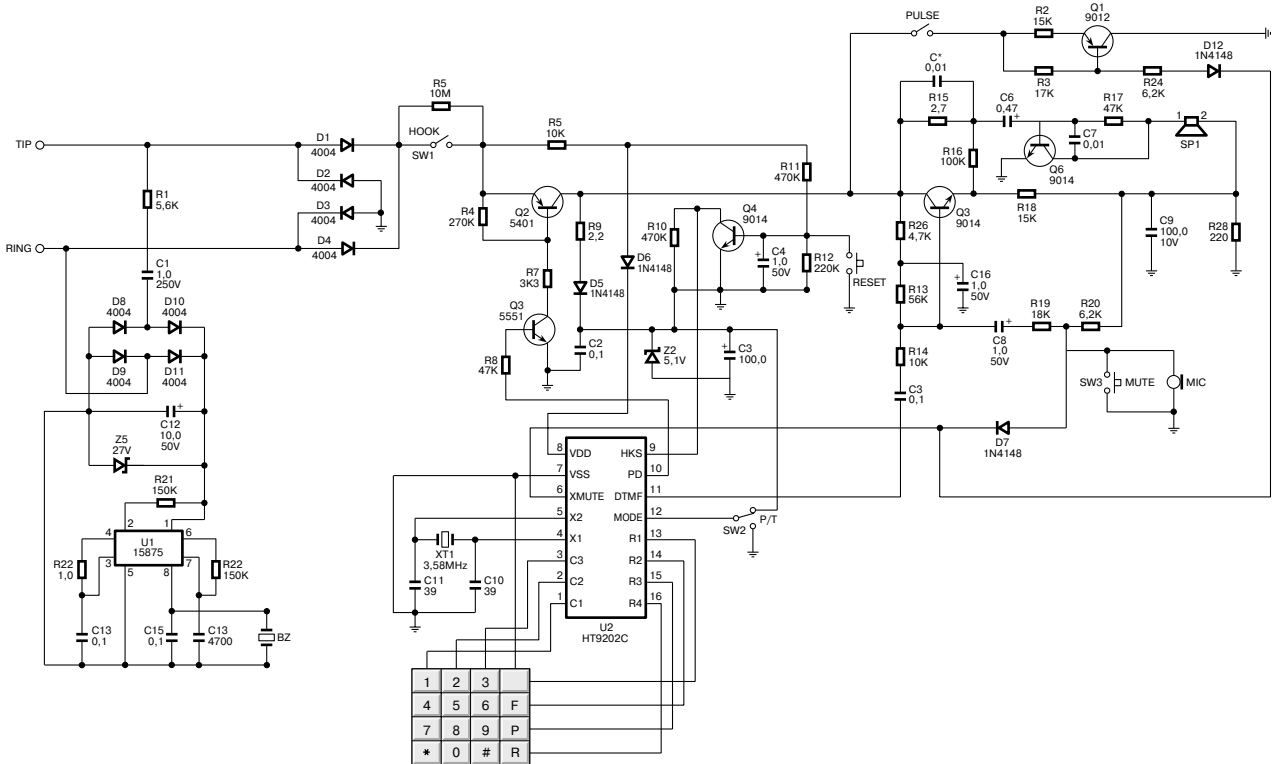 PULSE
R2
15K
Q1
9012
D12
1N4148
R3
17K
R24
6,2K
C*
0,01
R15
2,7
C6
0,47
+
R17
47K
C7
0,01
1
2
SP1
Q6
9014
R16
100K
R5
10M
HOOK
SW1
R5
10K
TIP
D1
4004
D2
4004
D3
4004
D4
4004
RING
R1
5,6K
C1
1,0
250V
R11
470K
R4
270K
Q2
5401
R9
2,2
R10
470K
Q4
9014
Q3
9014
R18
15K
R26
4,7K
C9
100,0
10V
R28
220
R7
3K3
D5
1N4148
D6
1N4148
+
C4
1,0
50V
R12
220K
RESET
+
C16
1,0
50V
R13
56K
D8
4004
D10
4004
D9
4004
D11
4004
Q3
5551
R8
47K
C2
0,1
Z2
5,1V
+
C3
100,0
R14
10K
C3
0,1
+
C8
1,0
50V
R19
18K
R20
6,2K
SW3
MUTE
MIC
+
C12
10,0
50V
Z5
27V
D7
1N4148
R21
150K
2
1
4
6
U1
15875
3
7
5
8
R22
1,0
R22
150K
C13
0,1
C15
0,1
C13
4700
BZ
8 VDD HKS 9
7 VSS PD 10
6 XMUTE DTMF 11
5 X2 MODE 12
4 X1 R1 13
3 C3 R2 14
2 C2 R3 15
1 C1 R4 16
U2
HT9202C
XT1
3,58MHz
C11
39
C10
39
SW2
P/T
1 2 3
4 5 6 F
7 8 9 P
* 0 # R